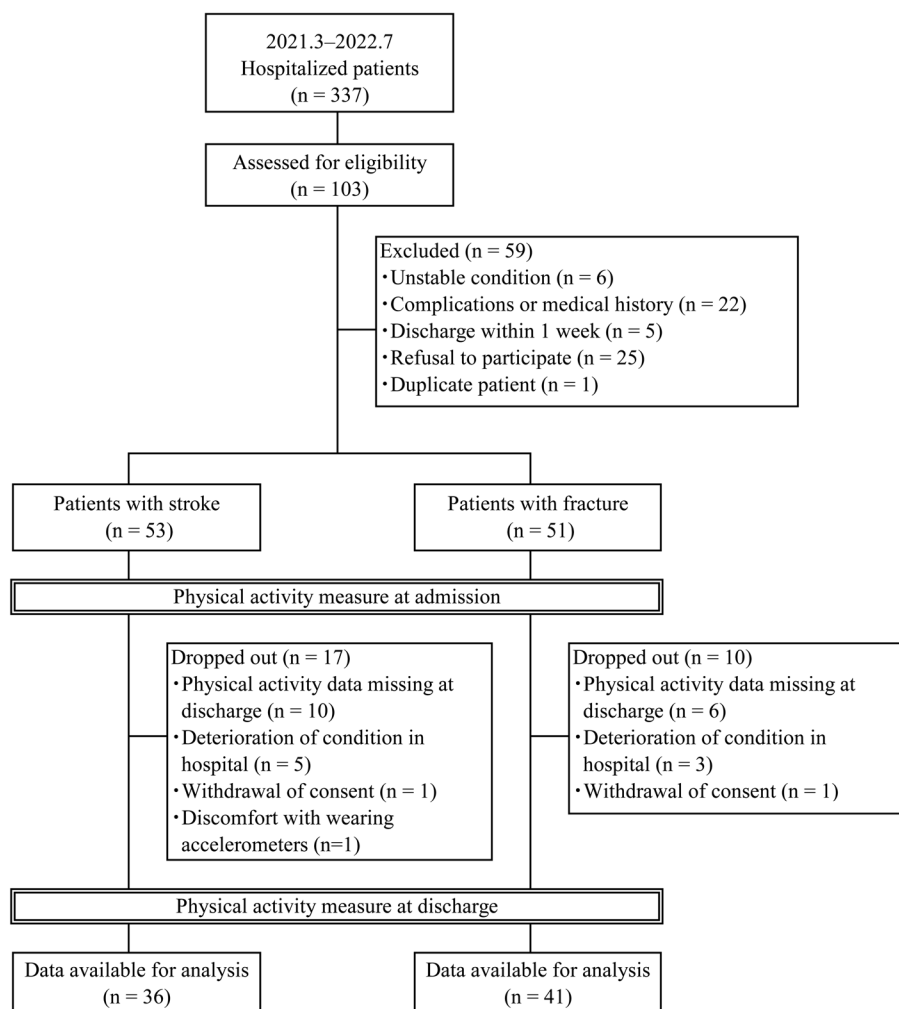 2021.3–2022.7
Hospitalized patients
(n = 337)
Assessed for eligibility
(n = 103)
Excluded (n = 59)
・Unstable condition (n = 6)
・Complications or medical history (n = 22)
・Discharge within 1 week (n = 5)
・Refusal to participate (n = 25)
・Duplicate patient (n = 1)
Patients with stroke
(n = 53)
Patients with fracture
(n = 51)
Physical activity measure at admission
Dropped out (n = 17)
・Physical activity data missing at
discharge (n = 10)
・Deterioration of condition in
hospital (n = 5)
・Withdrawal of consent (n = 1)
・Discomfort with wearing
accelerometers (n=1)
Dropped out (n = 10)
・Physical activity data missing at
discharge (n = 6)
・Deterioration of condition in
hospital (n = 3)
・Withdrawal of consent (n = 1)
Physical activity measure at discharge
Data available for analysis
(n = 36)
Data available for analysis
(n = 41)